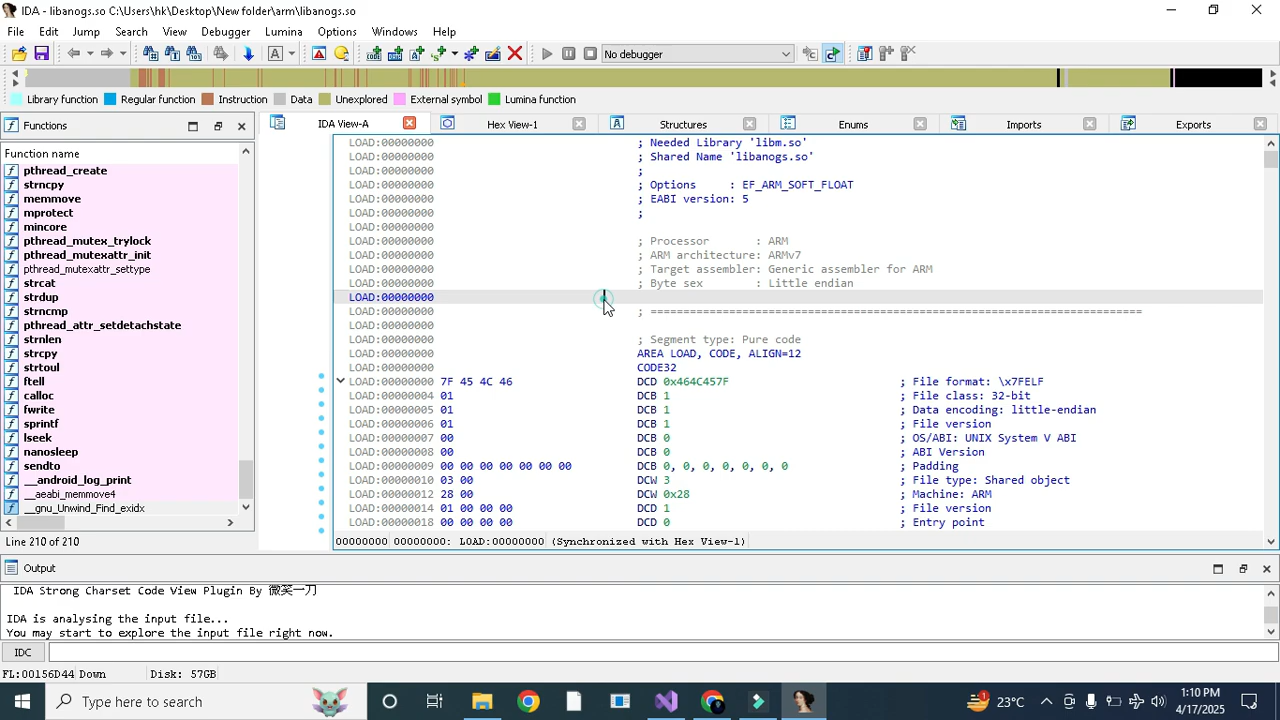 IDA - libanogs.so C:\Users\hk\Desktop\New folder\arm\libanogs.so
File Edit Jump Search View Debugger Lumina Options Windows Help
No debugger
Library function Regular function Instruction Data Unexplored External symbol Lumina function
Functions
IDA View-A Hex View-1 Structures Enums Imports Exports
Function name
pthread_create
strncpy
memmove
mprotect
mincore
pthread_mutex_trylock
pthread_mutexattr_init
pthread_mutexattr_settype
strcat
strdup
strncmp
pthread_attr_setdetachstate
strnlen
strcpy
strtoul
ftell
calloc
fwrite
sprintf
lseek
nanosleep
sendto
__android_log_print
__aeabi_memmove4
__gnu_Unwind_Find_exidx
Line 210 of 210
LOAD:00000000 ; Needed Library 'libm.so'
LOAD:00000000 ; Shared Name 'libanogs.so'
LOAD:00000000 ;
LOAD:00000000 ; Options : EF_ARM_SOFT_FLOAT
LOAD:00000000 ; EABI version: 5
LOAD:00000000 ;
LOAD:00000000
LOAD:00000000 ; Processor : ARM
LOAD:00000000 ; ARM architecture: ARMv7
LOAD:00000000 ; Target assembler: Generic assembler for ARM
LOAD:00000000 ; Byte sex : Little endian
LOAD:00000000
LOAD:00000000 ; ===========================================================================
LOAD:00000000
LOAD:00000000 ; Segment type: Pure code
LOAD:00000000 AREA LOAD, CODE, ALIGN=12
LOAD:00000000 CODE32
LOAD:00000000 7F 45 4C 46 DCD 0x464C457F ; File format: \x7FELF
LOAD:00000004 01 DCB 1 ; File class: 32-bit
LOAD:00000005 01 DCB 1 ; Data encoding: little-endian
LOAD:00000006 01 DCB 1 ; File version
LOAD:00000007 00 DCB 0 ; OS/ABI: UNIX System V ABI
LOAD:00000008 00 DCB 0 ; ABI Version
LOAD:00000009 00 00 00 00 00 00 00 DCB 0, 0, 0, 0, 0, 0, 0 ; Padding
LOAD:00000010 03 00 DCW 3 ; File type: Shared object
LOAD:00000012 28 00 DCW 0x28 ; Machine: ARM
LOAD:00000014 01 00 00 00 DCD 1 ; File version
LOAD:00000018 00 00 00 00 DCD 0 ; Entry point
00000000 00000000: LOAD:00000000 (Synchronized with Hex View-1)
Output
IDA Strong Charset Code View Plugin By 微笑一刀
IDA is analysing the input file...
You may start to explore the input file right now.
IDC
FL:00156D44 Down Disk: 57GB
Type here to search
1
23°C
1:10 PM
4/17/2025